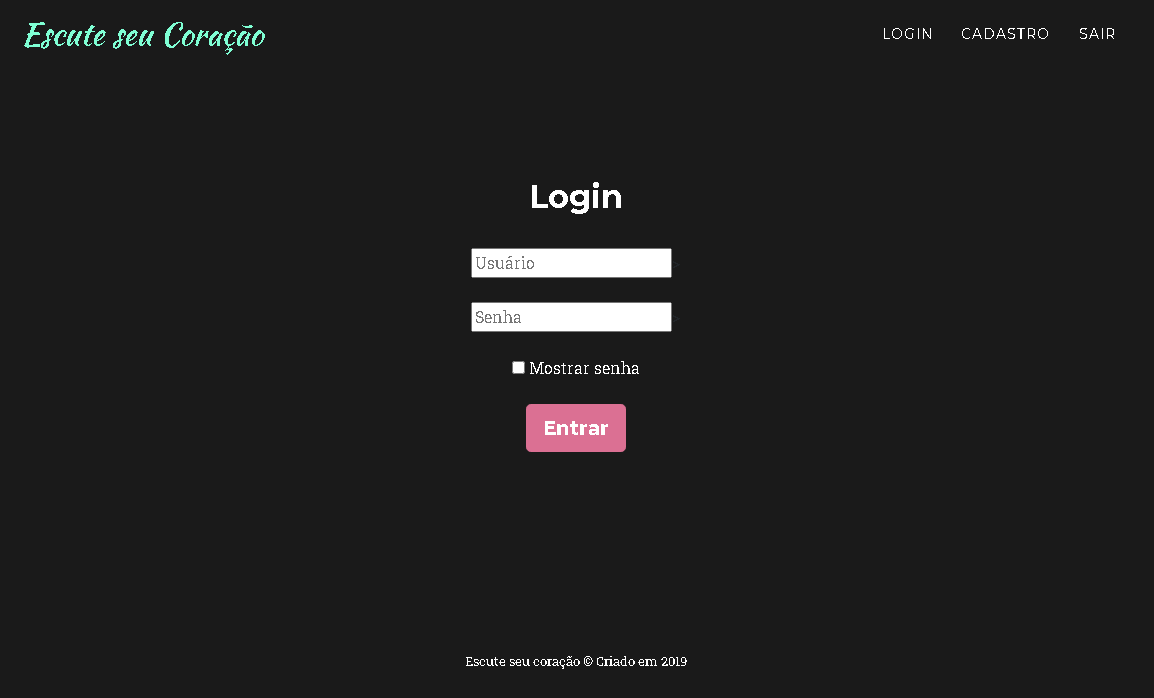 Escute seu Coração
LOGIN CADASTRO SAIR
Login
Usuário >
Senha >
Mostrar senha
Entrar
Escute seu coração © Criado em 2019